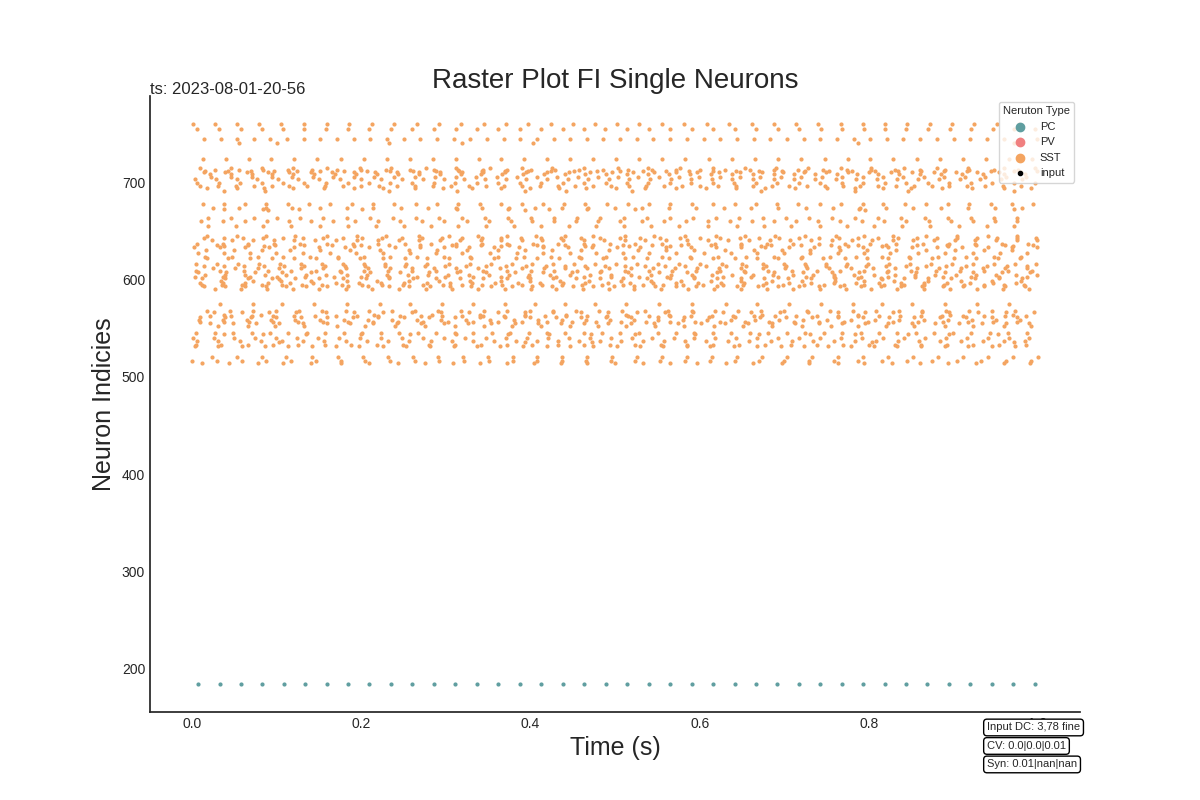 Raster Plot FI Single Neurons
ts: 2023-08-01-20-56
Neruton Type
PC
PV
SST
input
700
600
500
400
300
200
Neuron Indicies
0.0 0.2 0.4 0.6 0.8
Time (s)
Input DC: 3,78 fine
CV: 0.0|0.0|0.01
Syn: 0.01|nan|nan